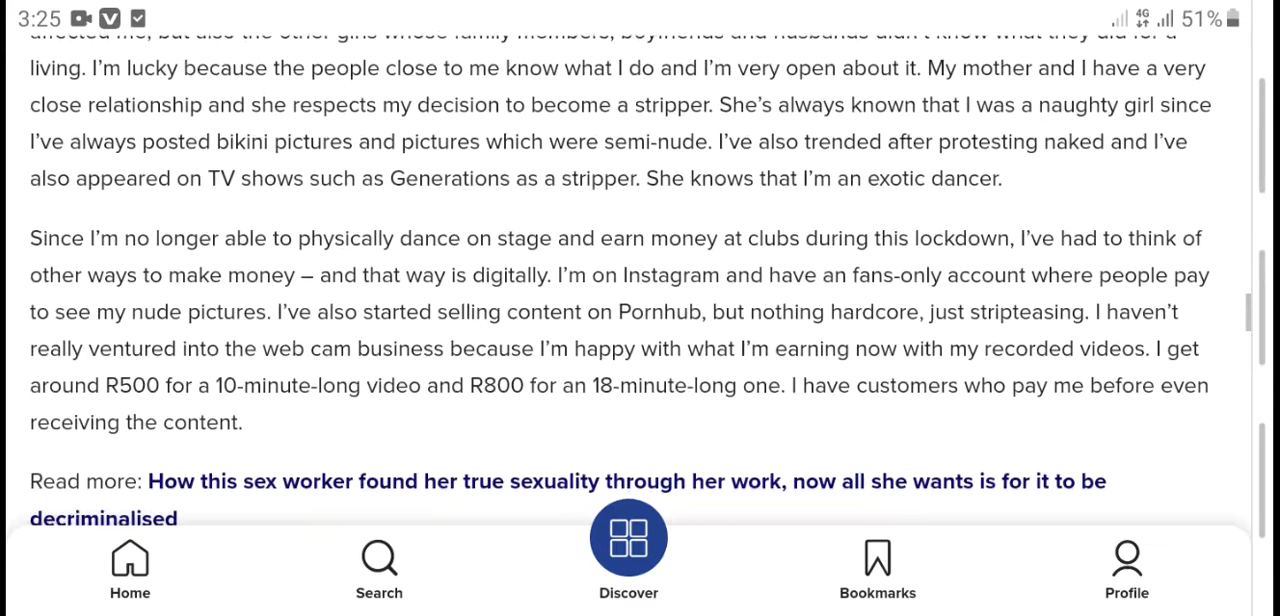 3:25
4G
51%
living. I'm lucky because the people close to me know what I do and I'm very open about it. My mother and I have a very
close relationship and she respects my decision to become a stripper. She's always known that I was a naughty girl since
I've always posted bikini pictures and pictures which were semi-nude. I've also trended after protesting naked and I've
also appeared on TV shows such as Generations as a stripper. She knows that I'm an exotic dancer.
Since I'm no longer able to physically dance on stage and earn money at clubs during this lockdown, I've had to think of
other ways to make money – and that way is digitally. I'm on Instagram and have an fans-only account where people pay
to see my nude pictures. I've also started selling content on Pornhub, but nothing hardcore, just stripteasing. I haven't
really ventured into the web cam business because I'm happy with what I'm earning now with my recorded videos. I get
around R500 for a 10-minute-long video and R800 for an 18-minute-long one. I have customers who pay me before even
receiving the content.
Read more: How this sex worker found her true sexuality through her work, now all she wants is for it to be
decriminalised
Home
Search
Discover
Bookmarks
Profile